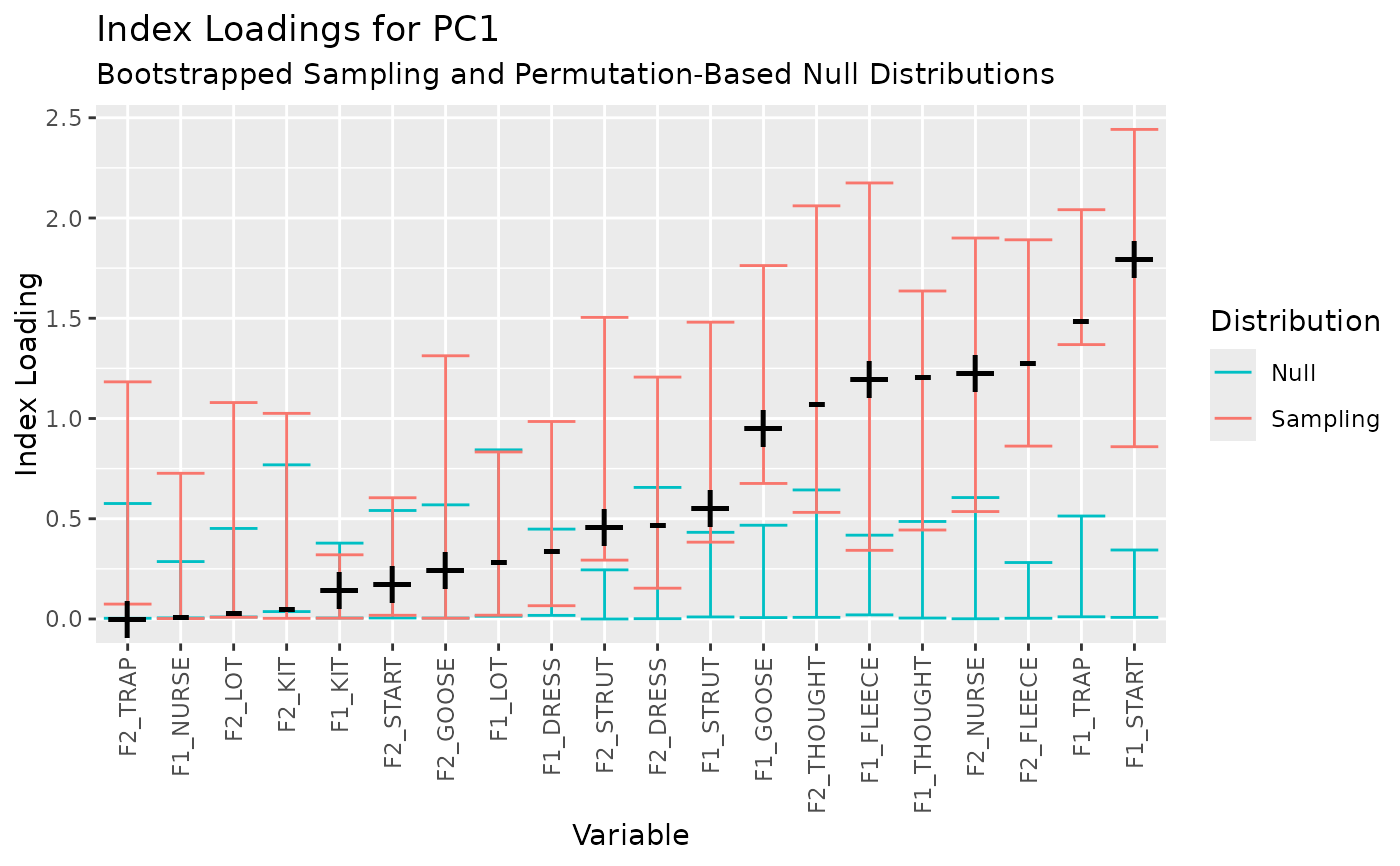 Index Loadings for PC1
Bootstrapped Sampling and Permutation-Based Null Distributions
2.5
2.0
1.5
1.0
0.5
0.0
Index Loading
F2_TRAP
F1_NURSE
F2_LOT
F2_KIT
F1_KIT
F2_START
F2_GOOSE
F1_LOT
F1_DRESS
F2_STRUT
F2_DRESS
F1_STRUT
F1_GOOSE
F2_THOUGHT
F1_FLEECE
F1_THOUGHT
F2_NURSE
F2_FLEECE
F1_TRAP
F1_START
Variable
Distribution
Null
Sampling